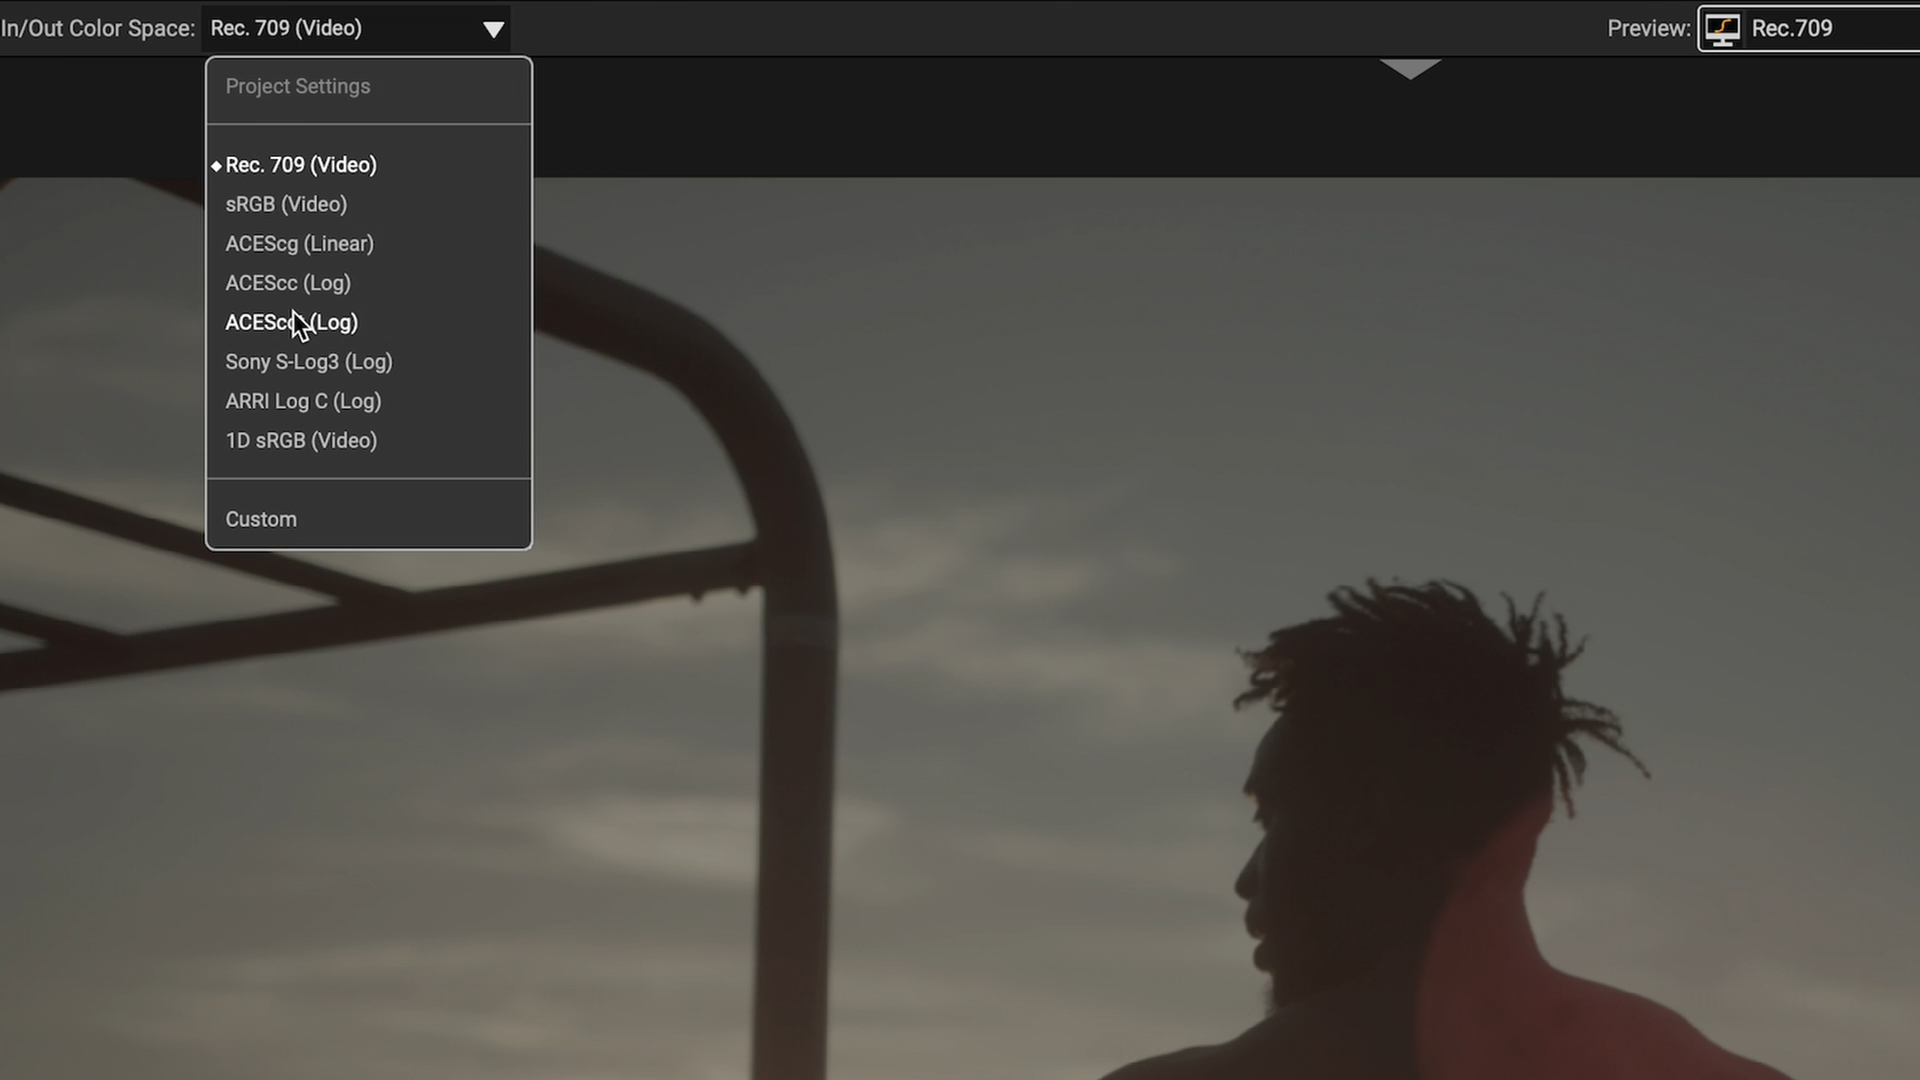 In/Out Color Space: Rec. 709 (Video)
Preview: Rec.709
Project Settings
Rec. 709 (Video)
sRGB (Video)
ACEScg (Linear)
ACEScc (Log)
(Log)
Sony S-Log3 (Log)
ARRI Log C (Log)
1D sRGB (Video)
Custom